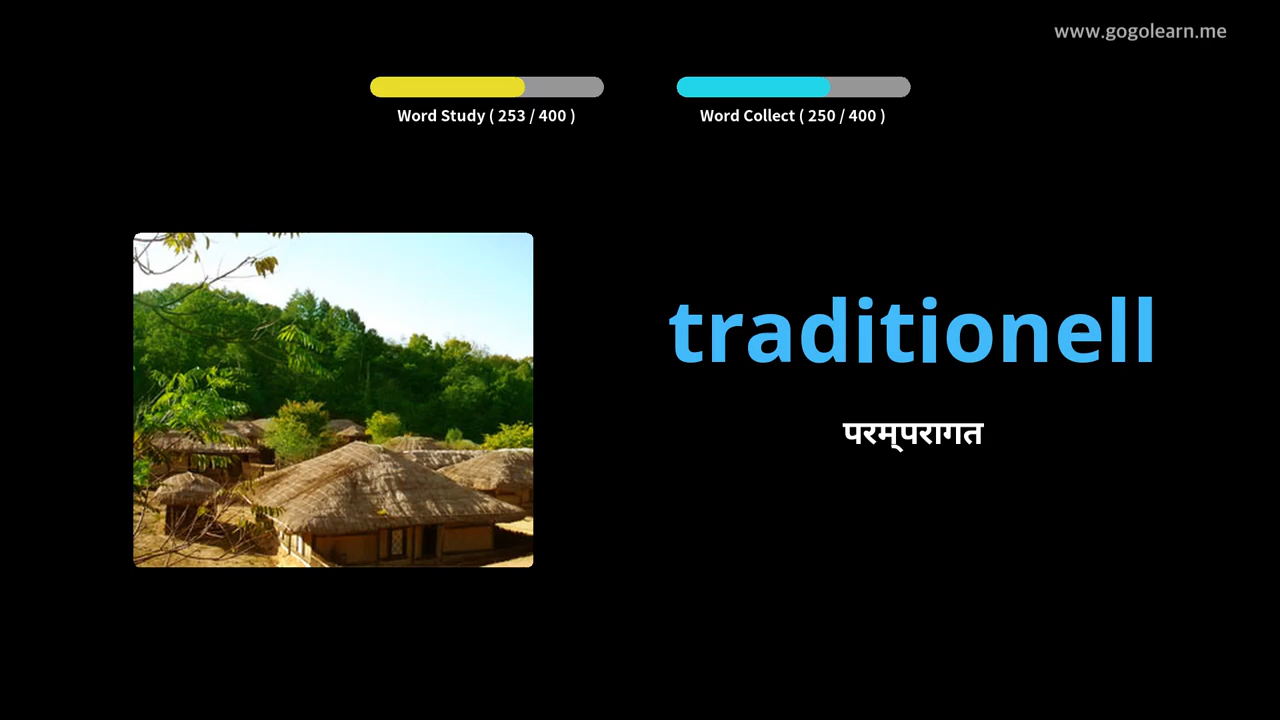 www.gogolearn.me
Word Study ( 253 / 400 )
Word Collect ( 250 / 400 )
traditionell
परम्परागत